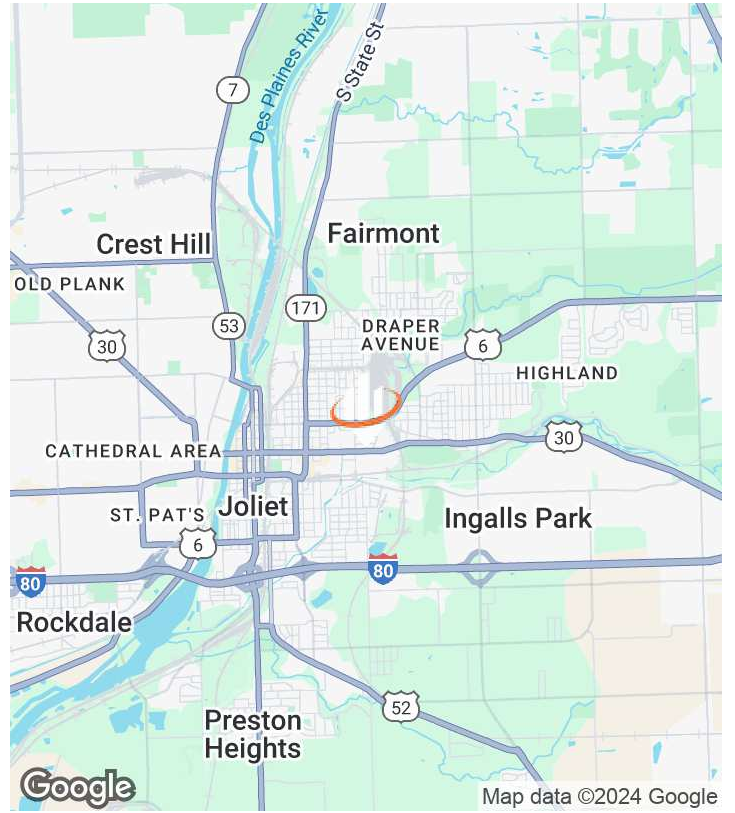 Des Plaines River
S State St
7
Crest Hill
Fairmont
OLD PLANK
171
53
30
DRAPER
AVENUE
6
HIGHLAND
30
CATHEDRAL AREA
ST. PAT'S
Joliet
Ingalls Park
6
80
80
Rockdale
52
Preston
Heights
Google
Map data ©2024 Google